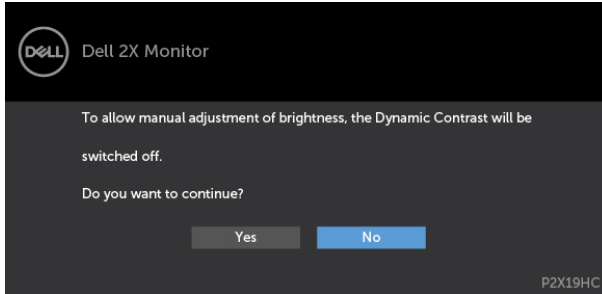 DELL
Dell 2X Monitor
To allow manual adjustment of brightness, the Dynamic Contrast will be
switched off.
Do you want to continue?
Yes
No
P2X19HC